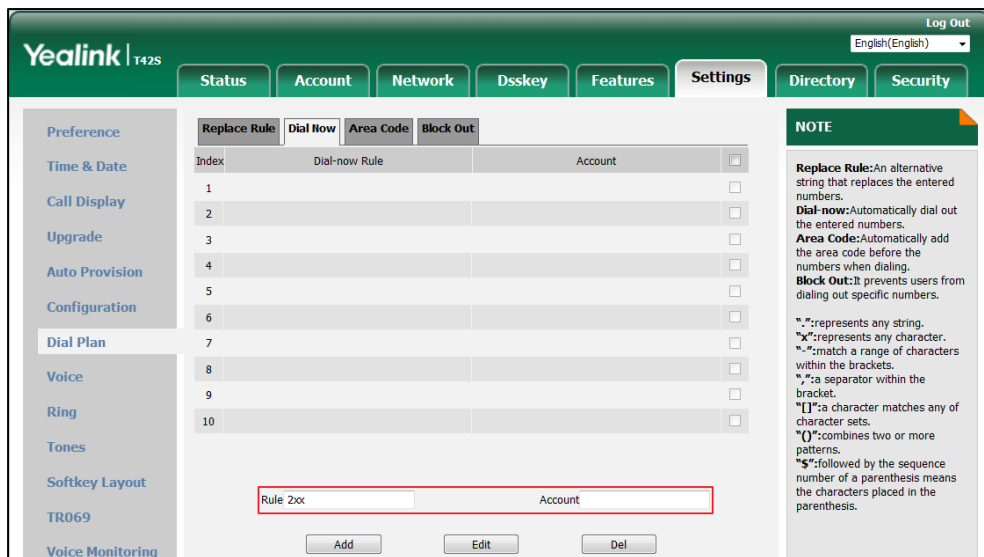 Log Out
English(English)
Yealink | T42S
Status Account Network Dsskey Features Settings Directory Security
Preference
Time & Date
Call Display
Upgrade
Auto Provision
Configuration
Dial Plan
Voice
Ring
Tones
Softkey Layout
TR069
Voice Monitoring
Replace Rule Dial Now Area Code Block Out
Index Dial-now Rule Account
1
2
3
4
5
6
7
8
9
10
Rule 2xx Account
Add Edit Del
NOTE
Replace Rule:An alternative
string that replaces the entered
numbers.
Dial-now:Automatically dial out
the entered numbers.
Area Code:Automatically add
the area code before the
numbers when dialing.
Block Out:It prevents users from
dialing out specific numbers.
".":represents any string.
"x":represents any character.
"-":match a range of characters
within the brackets.
",":a separator within the
bracket.
"[]":a character matches any of
character sets.
"()":combines two or more
patterns.
"$":followed by the sequence
number of a parenthesis means
the characters placed in the
parenthesis.